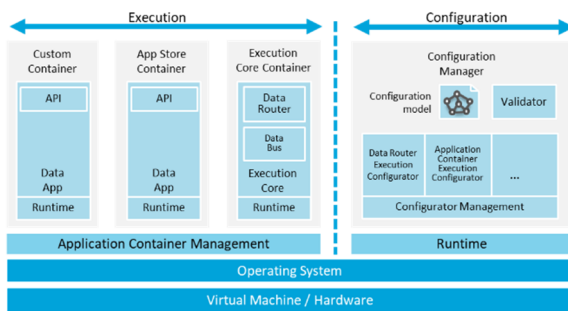 Execution
Configuration
Custom
Container
API
Data
App
Runtime
App Store
Container
API
Data
App
Runtime
Execution
Core Container
Data
Router
Data
Bus
Execution
Core
Runtime
Application Container Management
Configuration
Manager
Configuration
model
Validator
Data Router
Execution
Configurator
Application
Container
Execution
Configurator
...
Configurator Management
Runtime
Operating System
Virtual Machine / Hardware